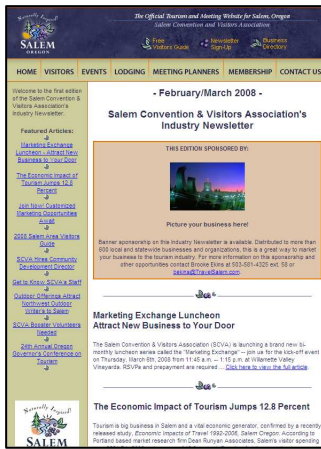 Naturally Inspired!
SALEM
OREGON
The Official Tourism and Meeting Website for Salem, Oregon
Salem Convention and Visitors Association
Free
Visitors Guide
Newsletter
Sign-Up
Business
Directory
HOME VISITORS EVENTS LODGING MEETING PLANNERS MEMBERSHIP CONTACT US
Welcome to the first edition
of the Salem Convention &
Visitors Association's
Industry Newsletter.
Featured Articles:
Marketing Exchange
Luncheon - Attract New
Business to Your Door
The Economic Impact of
Tourism Jumps 12.8
Percent
Join Now! Customized
Marketing Opportunities
Await
2008 Salem Area Visitors
Guide
SCVA Hires Community
Development Director
Get to Know SCVA's Staff
Outdoor Offerings Attract
Northwest Outdoor
Writer's to Salem
SCVA Booster Volunteers
Needed
24th Annual Oregon
Governor's Conference on
Tourism
Naturally Inspired!
SALEM
- February/March 2008 -
Salem Convention & Visitors Association's
Industry Newsletter
THIS EDITION SPONSORED BY:
Picture your business here!
Banner sponsorship on this Industry Newsletter is available. Distributed to more than
600 local and statewide businesses and organizations, this is a great way to market
your business to the tourism industry. For more information on this sponsorship and
other opportunities contact Brooke Ekins at 503-581-4325 ext. 58 or
bekins@TravelSalem.com.
Marketing Exchange Luncheon
Attract New Business to Your Door
The Salem Convention & Visitors Association (SCVA) is launching a brand new bi-
monthly luncheon series called the "Marketing Exchange" – join us for the kick-off event
on Thursday, March 6th, 2008 from 11:45 a.m. – 1:15 p.m. at Willamette Valley
Vineyards. RSVPs and prepayment are required ... Click here to view the full article.
The Economic Impact of Tourism Jumps 12.8 Percent
Tourism is big business in Salem and a vital economic generator, confirmed by a recently
released study, Economic Impact of Travel 1992-2006, Salem Oregon. According to
Portland based market research firm Dean Runyan Associates, Salem's visitor spending